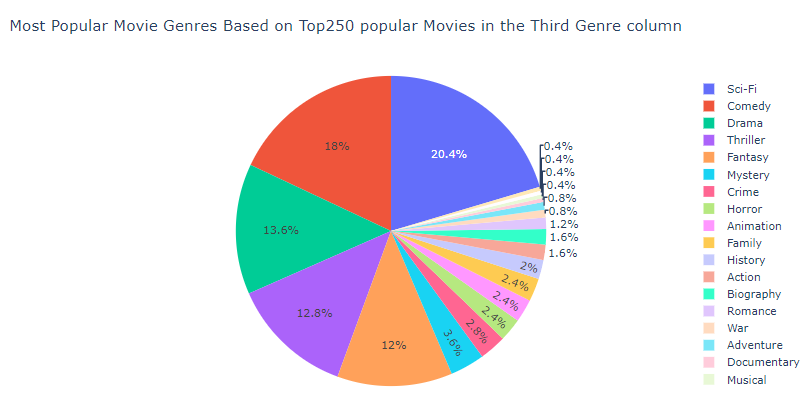 Most Popular Movie Genres Based on Top250 popular Movies in the Third Genre column
20.4%
18%
13.6%
12.8%
12%
3.6%
2.8%
2.4%
2.4%
2.4%
2%
1.6%
1.6%
1.2%
0.8%
0.8%
0.4%
0.4%
0.4%
0.4%
Sci-Fi
Comedy
Drama
Thriller
Fantasy
Mystery
Crime
Horror
Animation
Family
History
Action
Biography
Romance
War
Adventure
Documentary
Musical